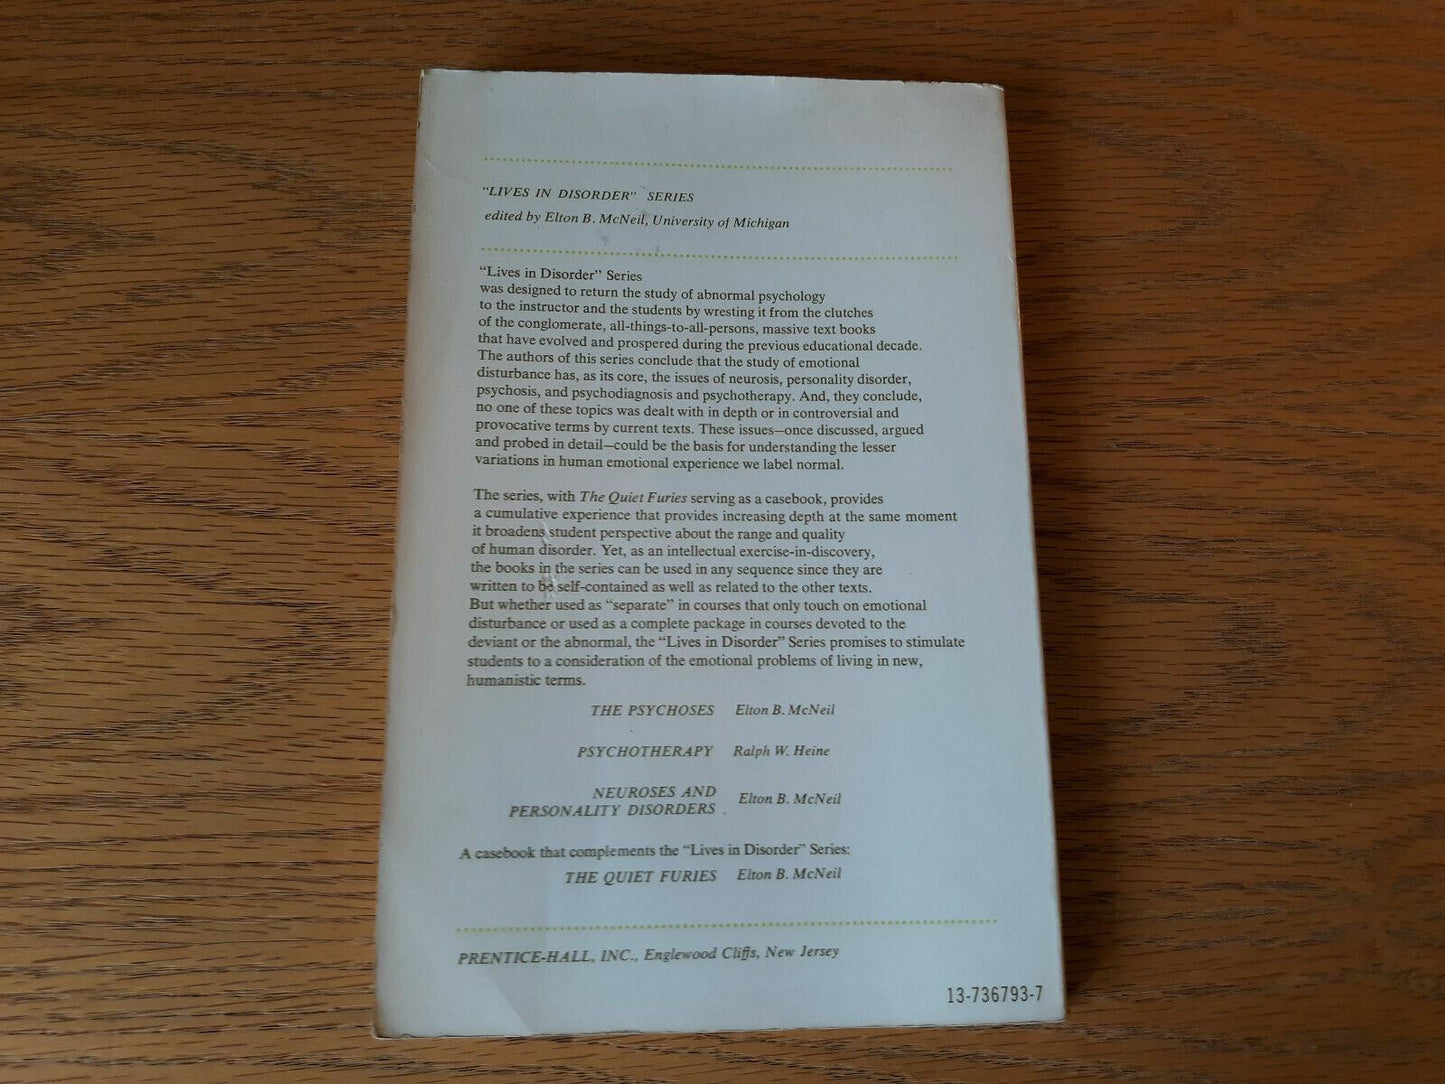 "LIVES IN DISORDER" SERIES
edited by Elton B. McNeil, University of Michigan
"Lives in Disorder" Series
was designed to return the study of abnormal psychology
to the instructor and the students by wresting it from the clutches
of the conglomerate, all-things-to-all-persons, massive text books
that have evolved and prospered during the previous educational decade.
The authors of this series conclude that the study of emotional
disturbance has, as its core, the issues of neurosis, personality disorder,
psychosis, and psychodiagnosis and psychotherapy. And, they conclude,
no one of these topics was dealt with in depth or in controversial and
provocative terms by current texts. These issues—once discussed, argued
and probed in detail—could be the basis for understanding the lesser
variations in human emotional experience we label normal.
The series, with The Quiet Furies serving as a casebook, provides
a cumulative experience that provides increasing depth at the same moment
it broadens student perspective about the range and quality
of human disorder. Yet, as an intellectual exercise-in-discovery,
the books in the series can be used in any sequence since they are
written to be self-contained as well as related to the other texts.
But whether used as "separate" in courses that only touch on emotional
disturbance or used as a complete package in courses devoted to the
deviant or the abnormal, the "Lives in Disorder" Series promises to stimulate
students to a consideration of the emotional problems of living in new,
humanistic terms.
THE PSYCHOSES Elton B. McNeil
PSYCHOTHERAPY Ralph W. Heine
NEUROSES AND
PERSONALITY DISORDERS Elton B. McNeil
A casebook that complements the "Lives in Disorder" Series:
THE QUIET FURIES Elton B. McNeil
PRENTICE-HALL, INC., Englewood Cliffs, New Jersey
13-736793-7